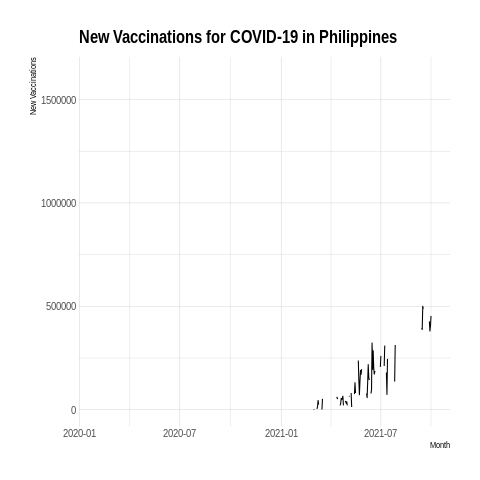 New Vaccinations for COVID-19 in Philippines
New Vaccinations
1500000
1000000
500000
0
2020-01 2020-07 2021-01 2021-07
Month